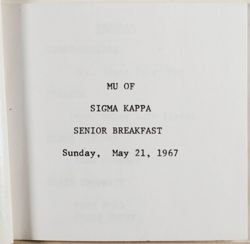 MU OF
SIGMA KAPPA
SENIOR BREAKFAST
Sunday, May 21, 1967